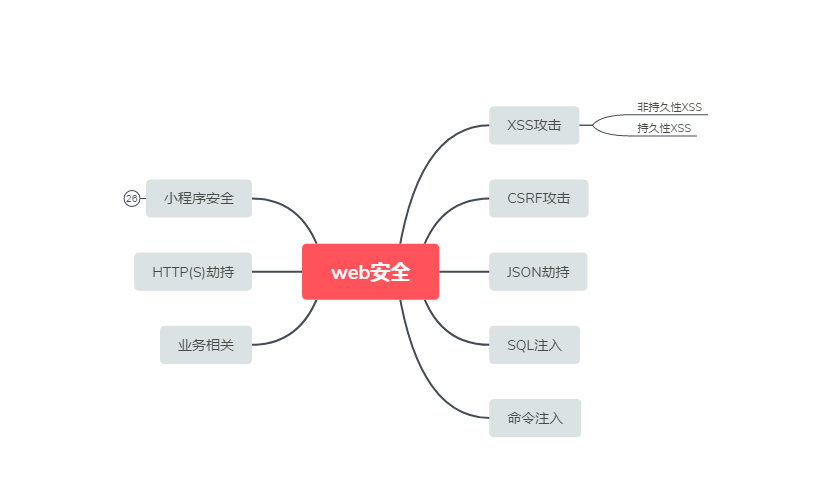 web安全
XSS攻击
非持久性XSS
持久性XSS
CSRF攻击
JSON劫持
SQL注入
命令注入
小程序安全
26
HTTP(S)劫持
业务相关